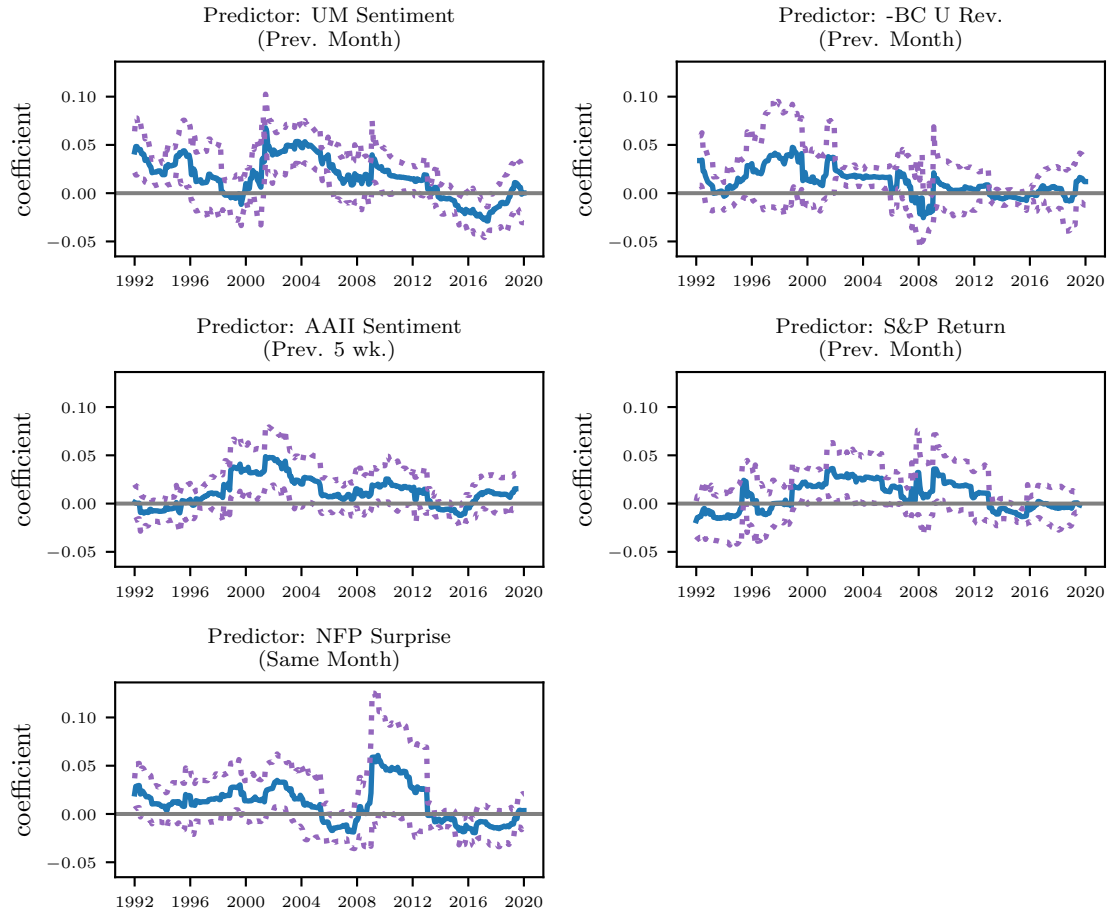 Predictor: UM Sentiment
(Prev. Month)
coefficient
0.10
0.05
0.00
−0.05
1992 1996 2000 2004 2008 2012 2016 2020
Predictor: -BC U Rev.
(Prev. Month)
coefficient
0.10
0.05
0.00
−0.05
1992 1996 2000 2004 2008 2012 2016 2020
Predictor: AAII Sentiment
(Prev. 5 wk.)
coefficient
0.10
0.05
0.00
−0.05
1992 1996 2000 2004 2008 2012 2016 2020
Predictor: S&P Return
(Prev. Month)
coefficient
0.10
0.05
0.00
−0.05
1992 1996 2000 2004 2008 2012 2016 2020
Predictor: NFP Surprise
(Same Month)
coefficient
0.10
0.05
0.00
−0.05
1992 1996 2000 2004 2008 2012 2016 2020